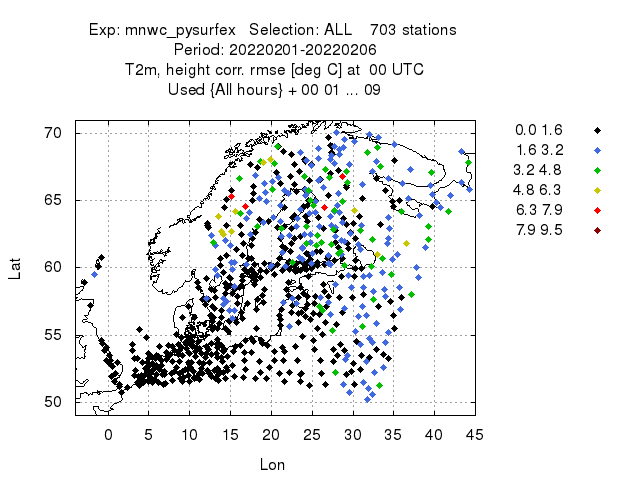 Exp: mnwc_pysurfex Selection: ALL 703 stations
Period: 20220201-20220206
T2m, height corr. rmse [deg C] at 00 UTC
Used {All hours} + 00 01 ... 09
70
65
60
55
50
Lat
0 5 10 15 20 25 30 35 40 45
Lon
0.0 1.6
1.6 3.2
3.2 4.8
4.8 6.3
6.3 7.9
7.9 9.5